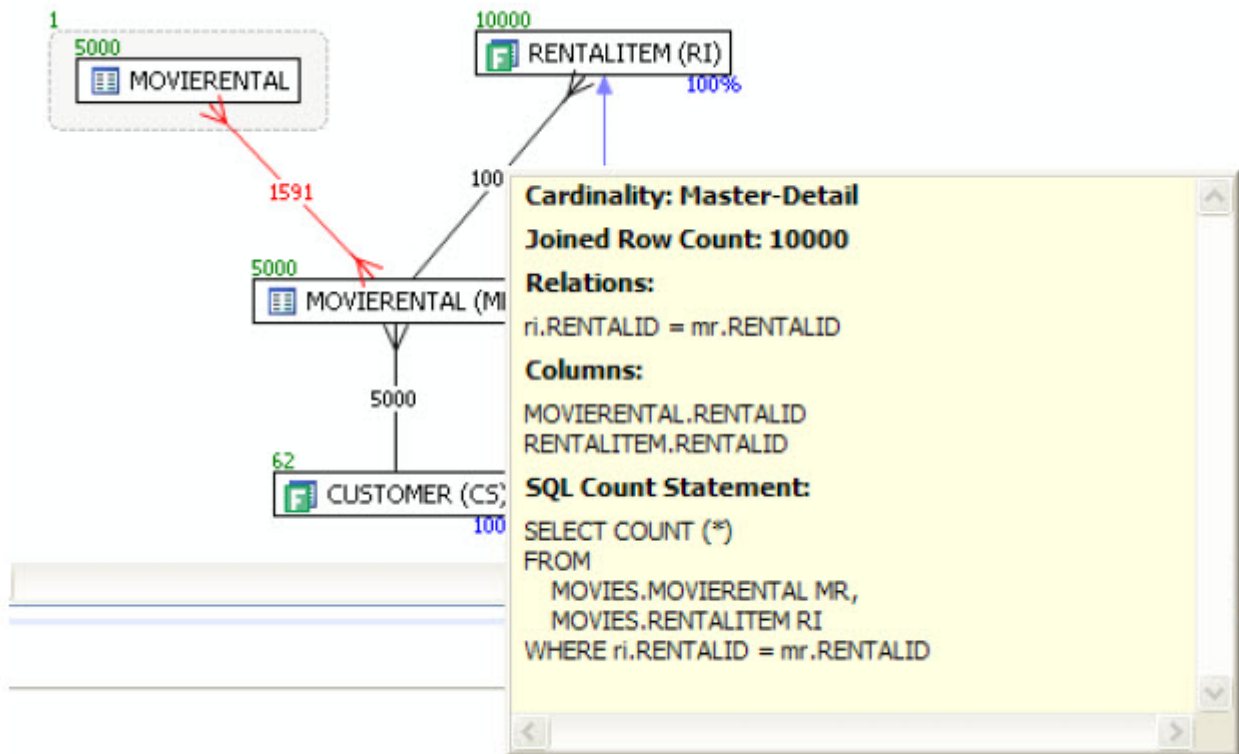 1
5000
MOVIERENTAL
10000
RENTALITEM (RI)
100%
1591
100
5000
MOVIERENTAL (M
5000
62
CUSTOMER (CS)
100
Cardinality: Master-Detail
Joined Row Count: 10000
Relations:
ri.RENTALID = mr.RENTALID
Columns:
MOVIERENTAL.RENTALID
RENTALITEM.RENTALID
SQL Count Statement:
SELECT COUNT (*)
FROM
MOVIES.MOVIERENTAL MR,
MOVIES.RENTALITEM RI
WHERE ri.RENTALID = mr.RENTALID